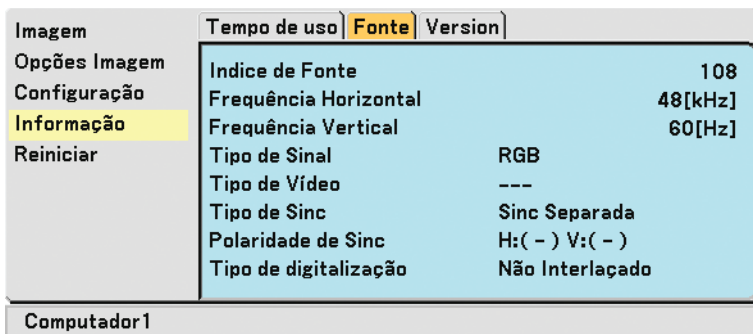 Imagem
Opções Imagem
Configuração
Informação
Reiniciar
Tempo de uso Fonte Version
Indice de Fonte 108
Frequência Horizontal 48[kHz]
Frequência Vertical 60[Hz]
Tipo de Sinal RGB
Tipo de Vídeo ---
Tipo de Sinc Sinc Separada
Polaridade de Sinc H:( - ) V:( - )
Tipo de digitalização Não Interlaçado
Computador1